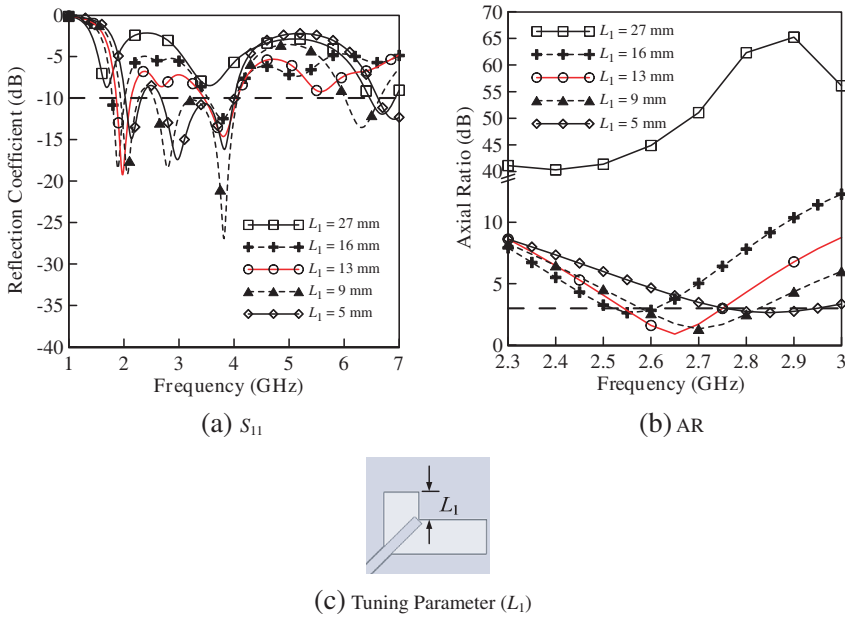 0
-5
-10
-15
-20
-25
-30
-35
-40
Reflection Coefficient (dB)
L1 = 27 mm
L1 = 16 mm
L1 = 13 mm
L1 = 9 mm
L1 = 5 mm
1 2 3 4 5 6 7
Frequency (GHz)
(a) S11
70
65
60
55
50
45
40
10
5
0
Axial Ratio (dB)
L1 = 27 mm
L1 = 16 mm
L1 = 13 mm
L1 = 9 mm
L1 = 5 mm
2.3 2.4 2.5 2.6 2.7 2.8 2.9 3
Frequency (GHz)
(b) AR
L1
(c) Tuning Parameter (L1)